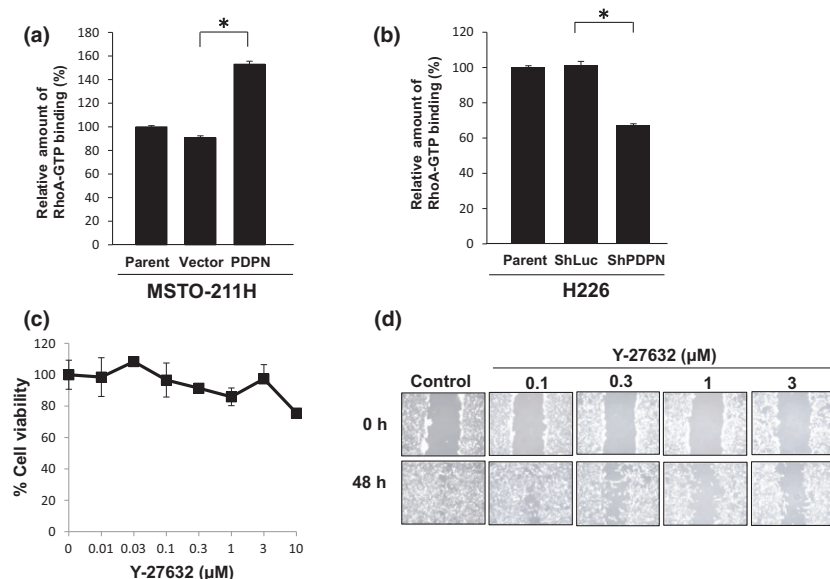 (a)
*
Relative amount of
RhoA-GTP binding (%)
180
160
140
120
100
80
60
40
20
0
Parent Vector PDPN
MSTO-211H
(b)
*
Relative amount of
RhoA-GTP binding (%)
120
100
80
60
40
20
0
Parent ShLuc ShPDPN
H226
(c)
% Cell viability
120
100
80
60
40
20
0
0 0.01 0.03 0.1 0.3 1 3 10
Y-27632 (μM)
(d)
Y-27632 (μM)
Control 0.1 0.3 1 3
0 h
48 h